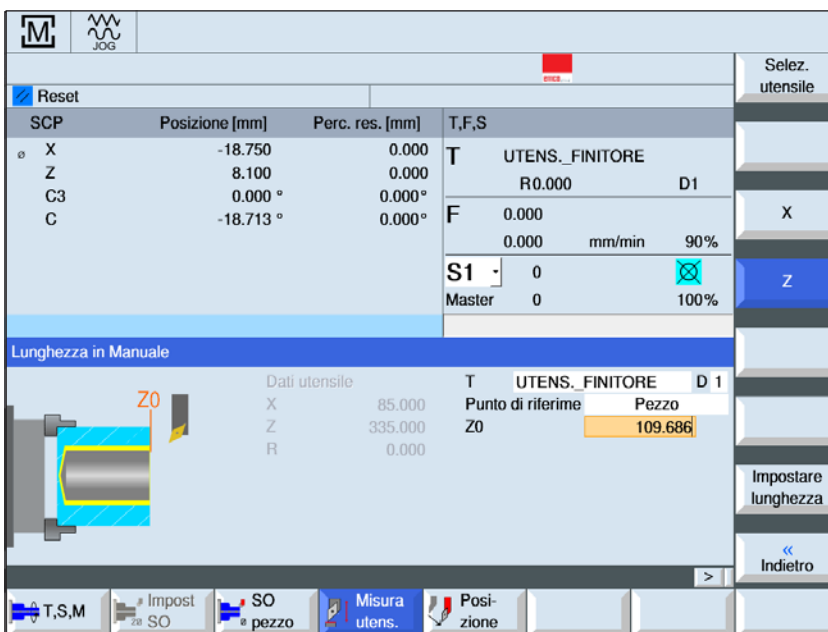 M
JOG
emco
Reset
SCP Posizione [mm] Perc. res. [mm]
ø X -18.750 0.000
Z 8.100 0.000
C3 0.000 ° 0.000°
C -18.713 ° 0.000°
T,F,S
T UTENS._FINITORE
R0.000 D1
F 0.000
0.000 mm/min 90%
S1 0
Master 0 100%
Lunghezza in Manuale
Z0
Dati utensile
X 85.000
Z 335.000
R 0.000
T UTENS._FINITORE D 1
Punto di riferime Pezzo
Z0 109.686
>
Selez.
utensile
X
Z
Impostare
lunghezza
«
Indietro
T,S,M
Impost
SO
SO
pezzo
Misura
utens.
Posi-
zione